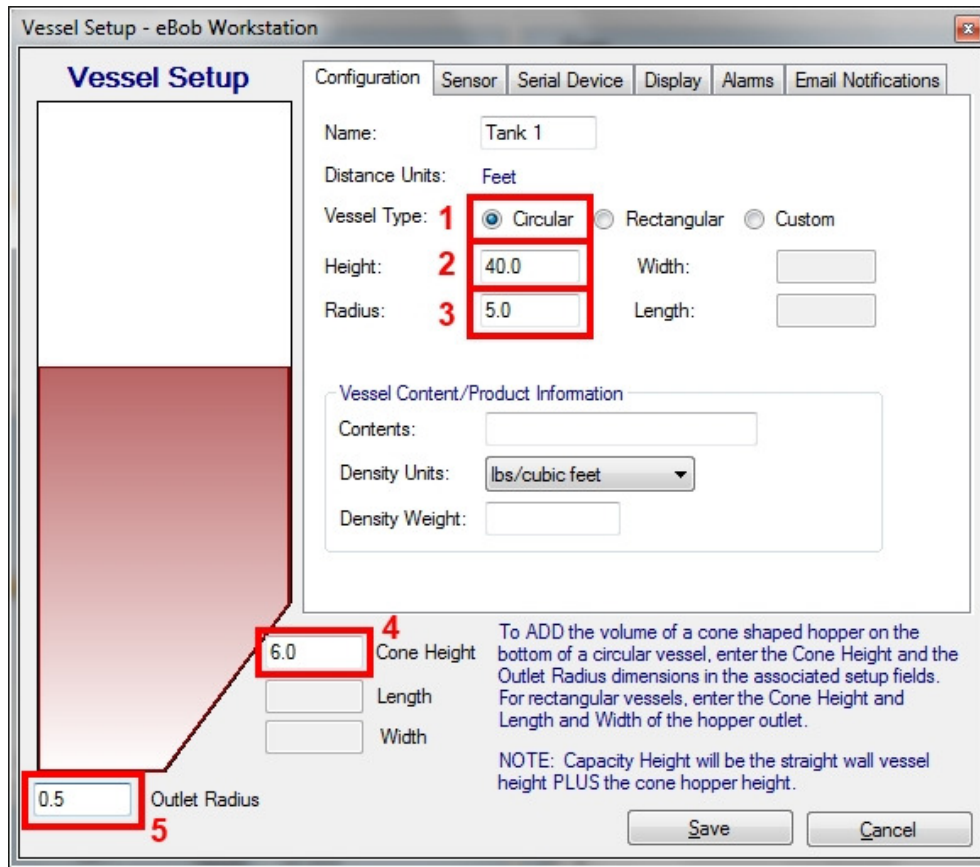 Vessel Setup - eBob Workstation
Vessel Setup
Configuration Sensor Serial Device Display Alarms Email Notifications
Name: Tank 1
Distance Units: Feet
Vessel Type: 1 Circular Rectangular Custom
Height: 2 40.0 Width:
Radius: 3 5.0 Length:
Vessel Content/Product Information
Contents:
Density Units: lbs/cubic feet
Density Weight:
4
6.0 Cone Height
Length
Width
0.5 Outlet Radius
5
To ADD the volume of a cone shaped hopper on the
bottom of a circular vessel, enter the Cone Height and the
Outlet Radius dimensions in the associated setup fields.
For rectangular vessels, enter the Cone Height and
Length and Width of the hopper outlet.
NOTE: Capacity Height will be the straight wall vessel
height PLUS the cone hopper height.
Save Cancel